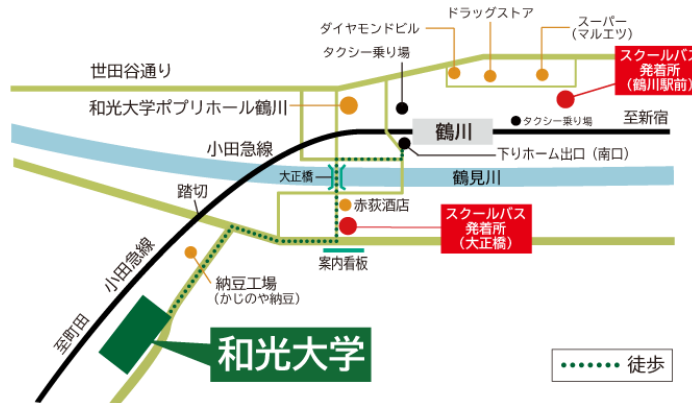 ドラッグストア
ダイヤモンドビル
スーパー
(マルエツ)
タクシー乗り場
スクールバス
発着所
(鶴川駅前)
世田谷通り
和光大学ポプリホール鶴川
タクシー乗り場
至新宿
鶴川
小田急線
下りホーム出口(南口)
大正橋
鶴見川
踏切
赤荻酒店
スクールバス
発着所
(大正橋)
案内看板
小田急線
納豆工場
(かじのや納豆)
至町田
和光大学
徒歩